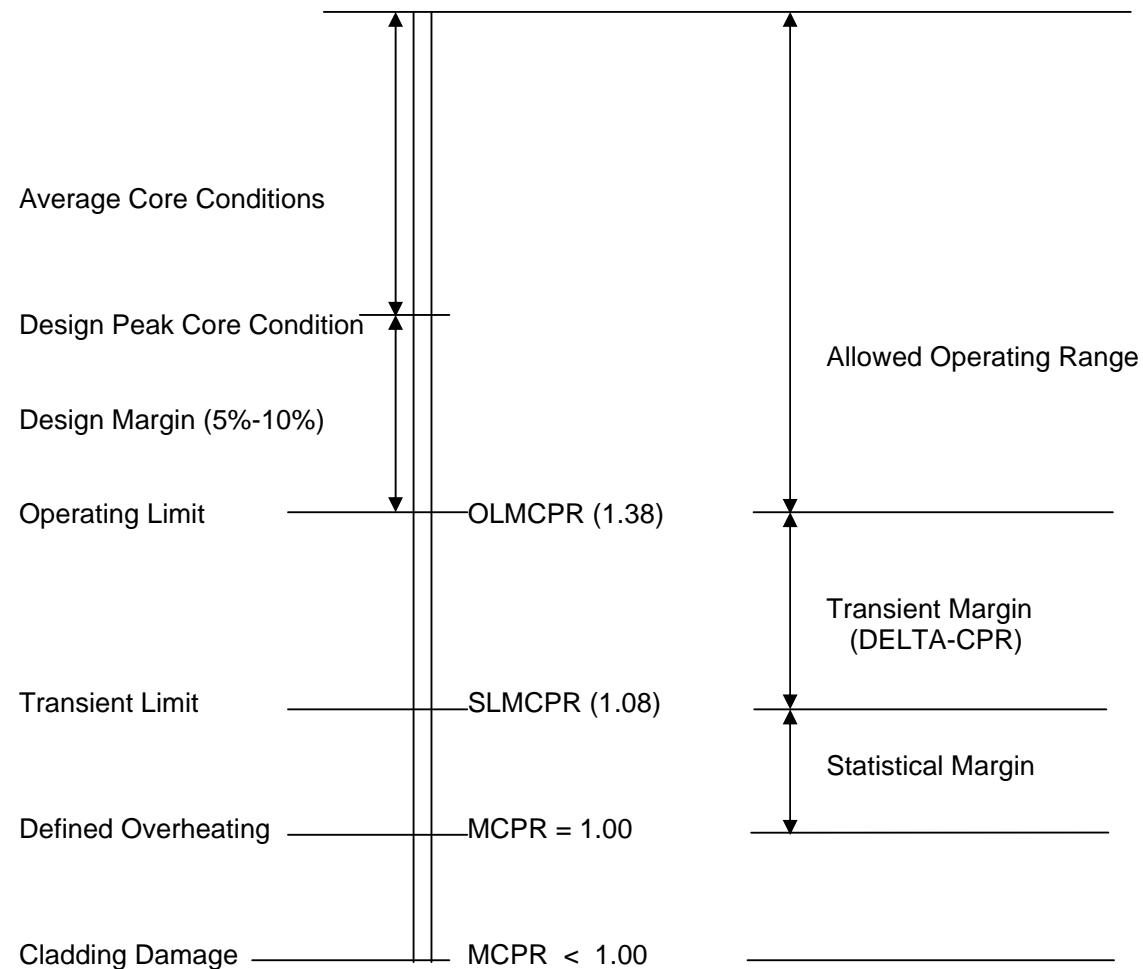 Average Core Conditions
Design Peak Core Condition
Allowed Operating Range
Design Margin (5%-10%)
Operating Limit OLMCPR (1.38)
Transient Margin
(DELTA-CPR)
Transient Limit SLMCPR (1.08)
Statistical Margin
Defined Overheating MCPR = 1.00
Cladding Damage MCPR < 1.00